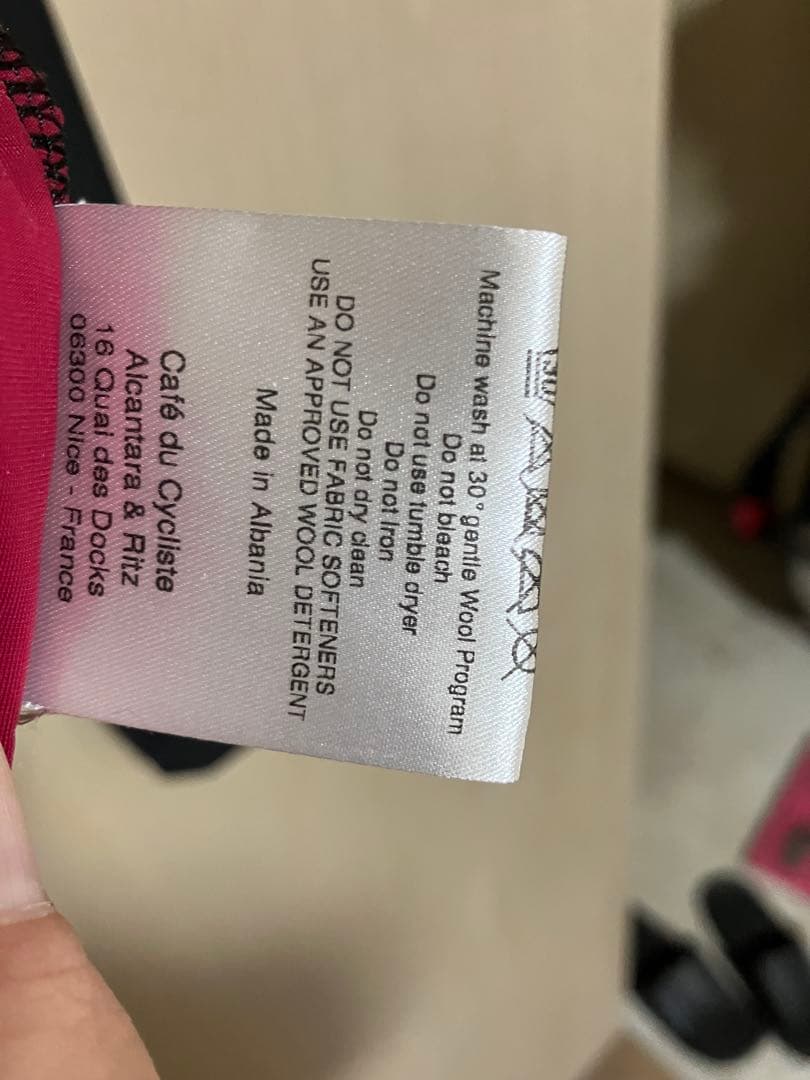 30
Machine wash at 30° gentle Wool Program
Do not bleach
Do not use tumble dryer
Do not Iron
Do not dry clean
DO NOT USE FABRIC SOFTENERS
USE AN APPROVED WOOL DETERGENT
Made in Albania
Café du Cycliste
Alcantara & Ritz
16 Quai des Docks
06300 Nice - France